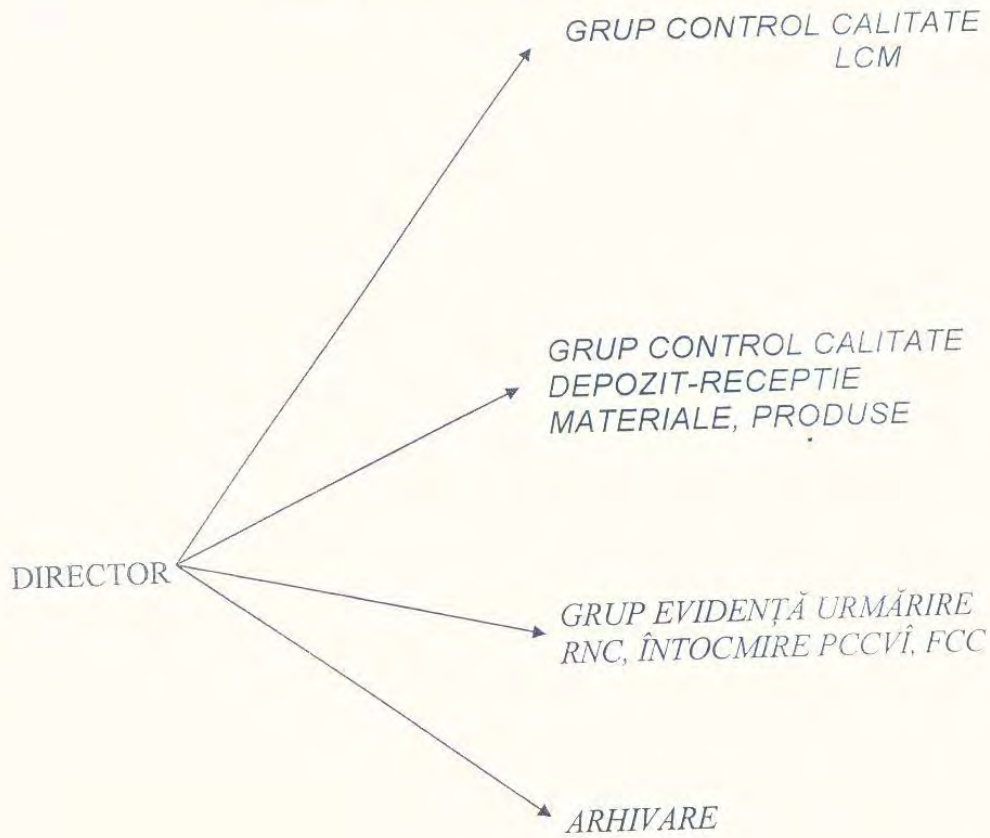 GRUP CONTROL CALITATE
LCM
GRUP CONTROL CALITATE
DEPOZIT-RECEPTIE
MATERIALE, PRODUSE
DIRECTOR
GRUP EVIDENȚĂ URMĂRIRE
RNC, ÎNTOCMIRE PCCVÎ, FCC
ARHIVARE